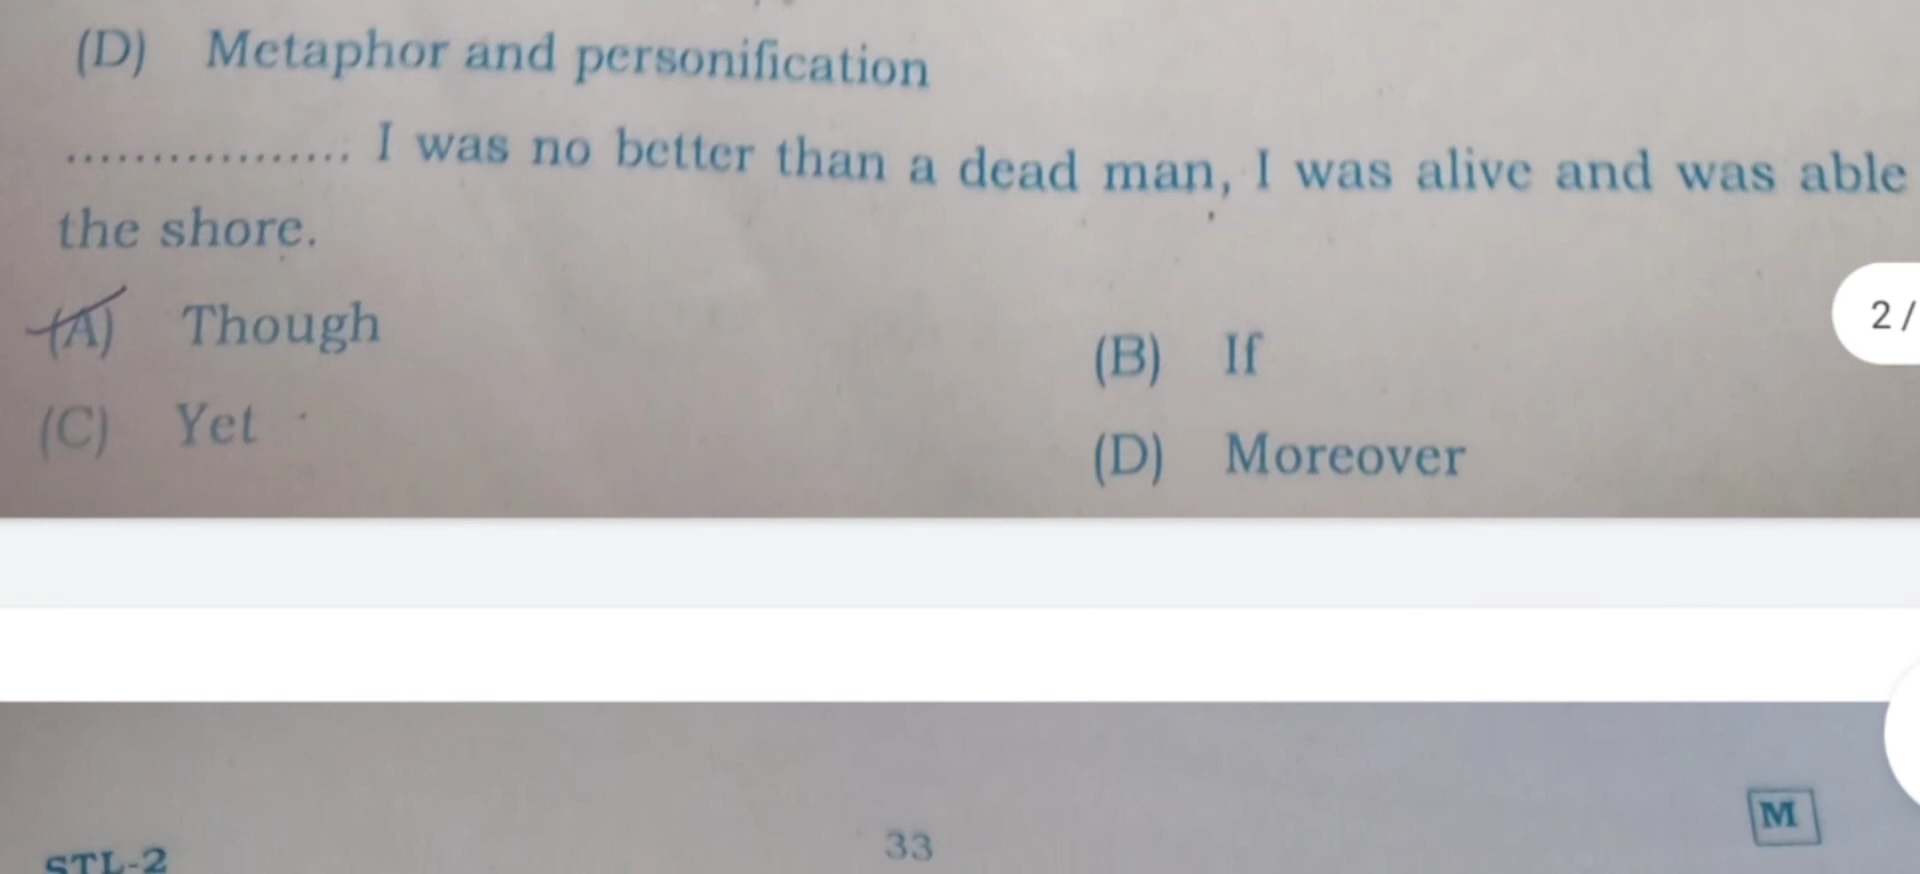 (D) Metaphor and personification
................. I was no better than a dead man, I was alive and was able
the shore.
(A) Though
(B) If
2 /
(C) Yet
(D) Moreover
M
33
STL-2